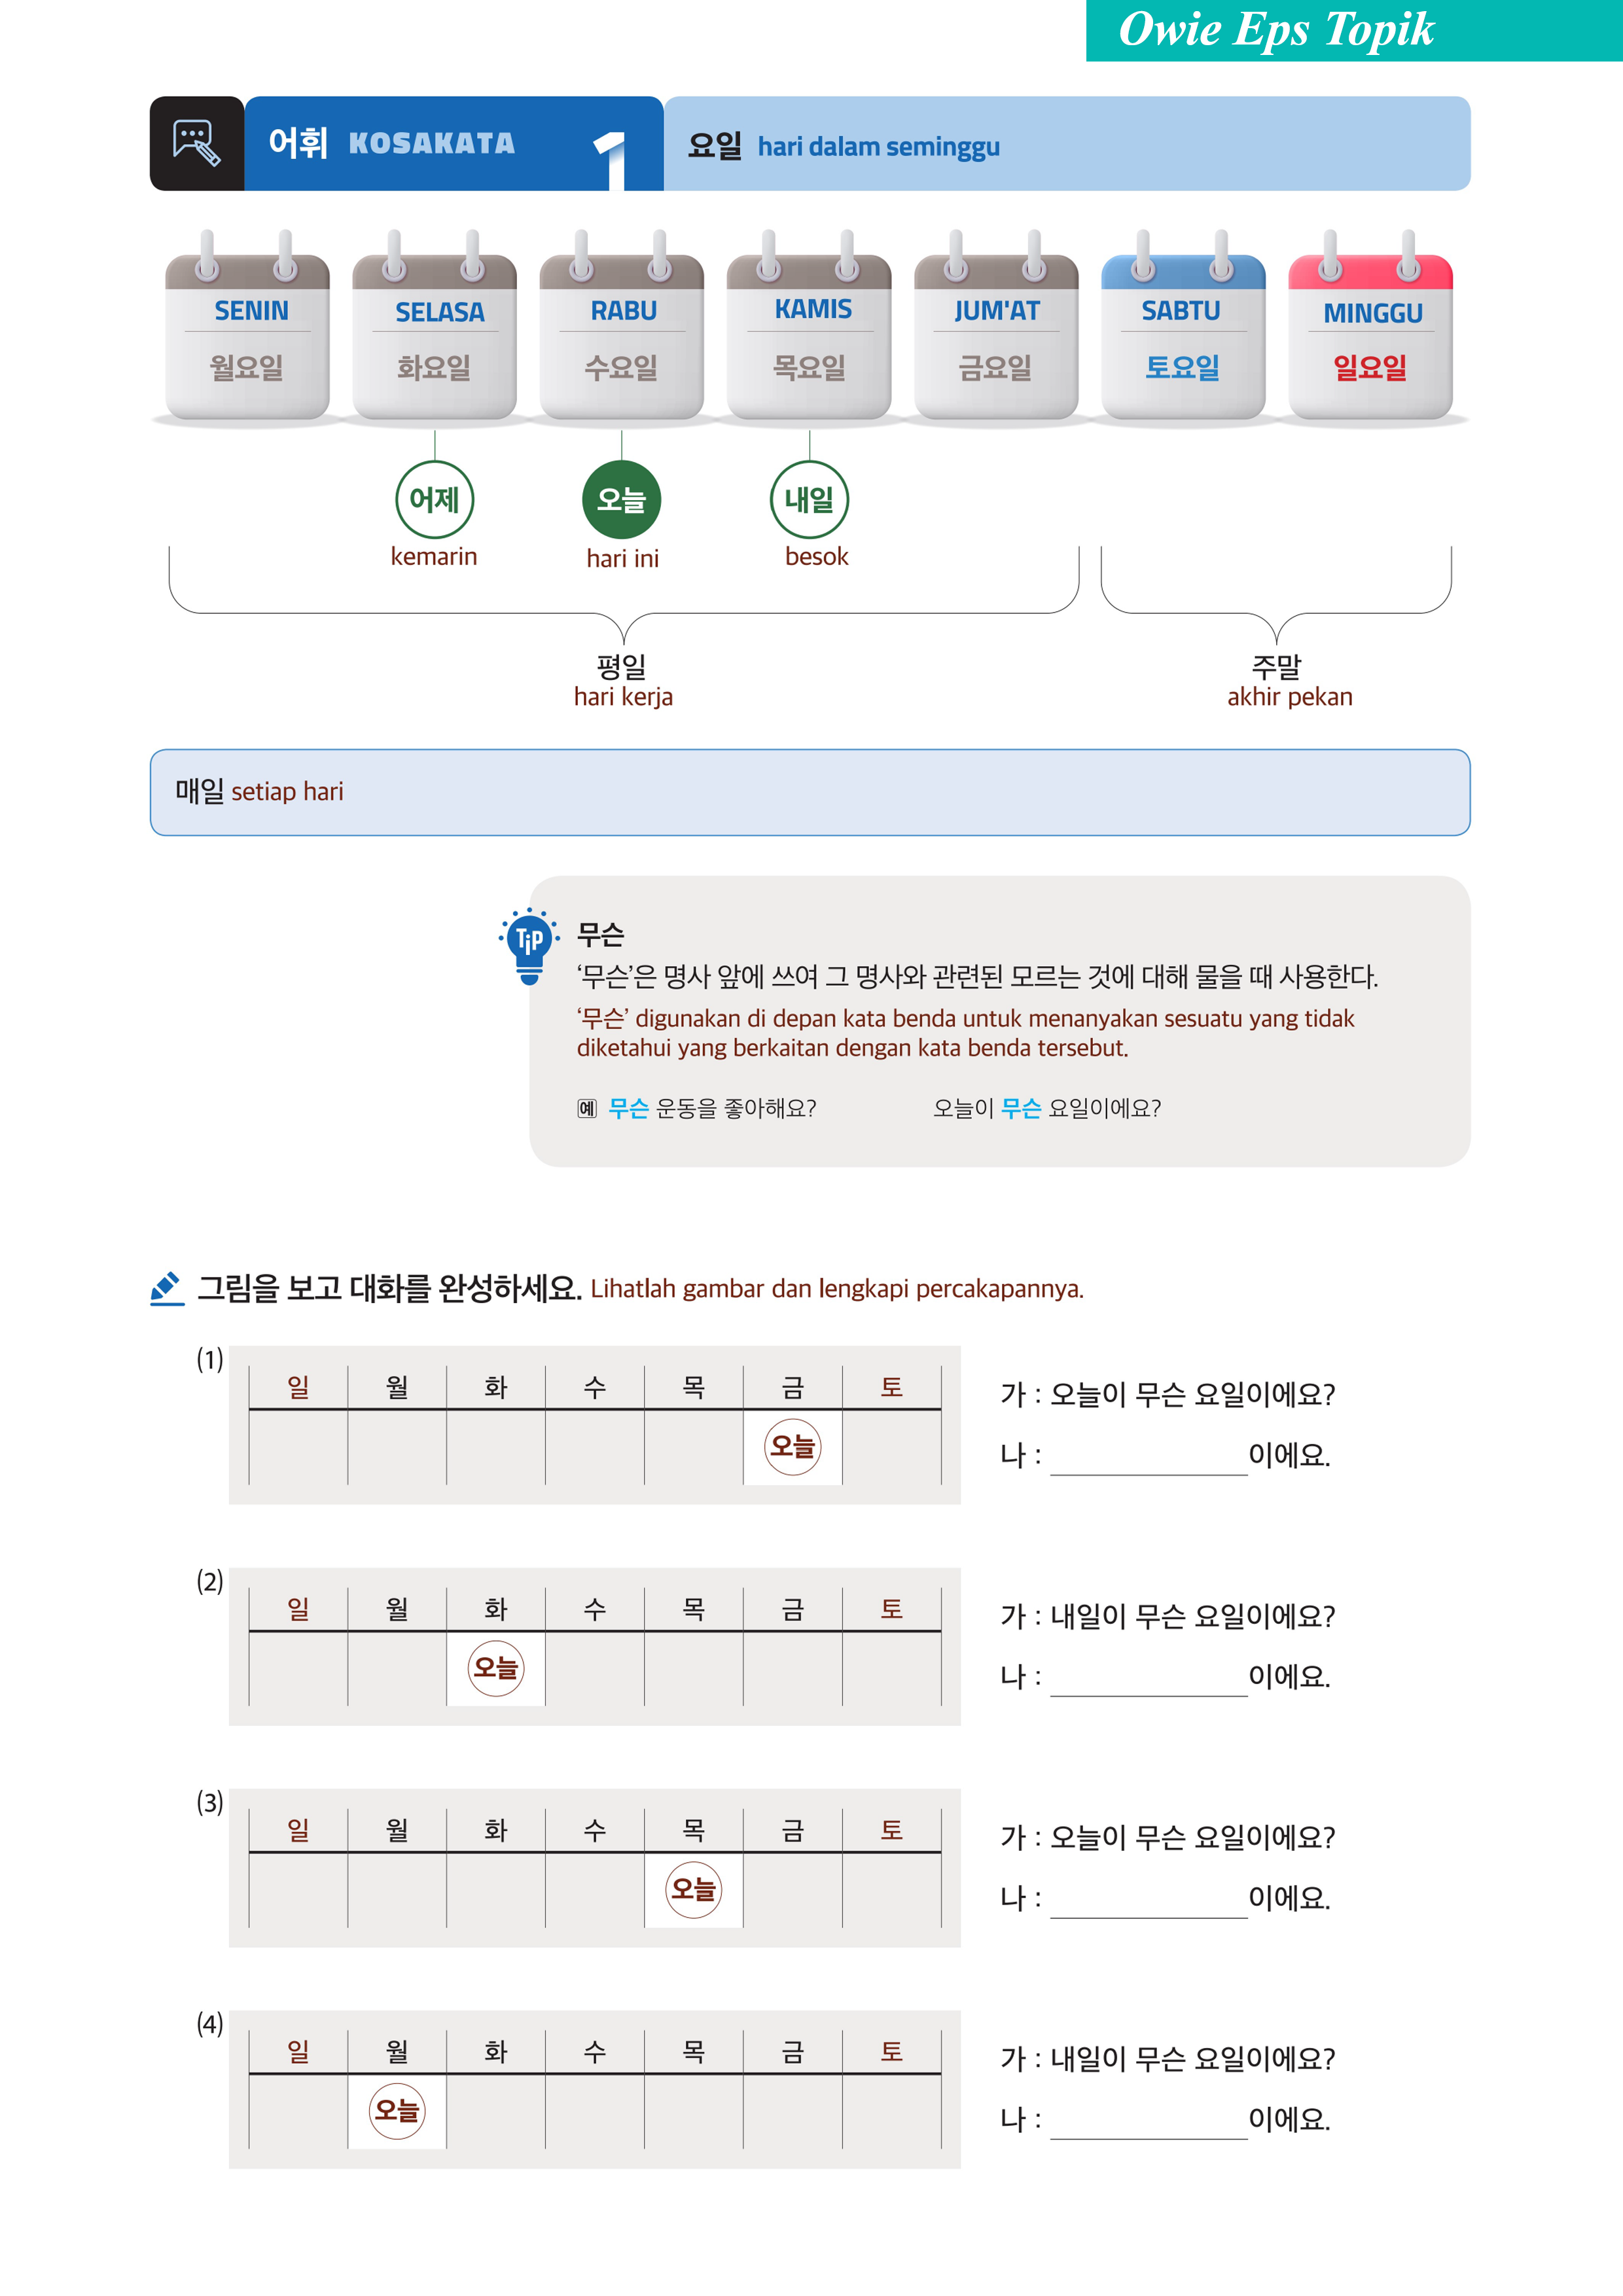 Owie Eps Topik
어휘 KOSAKATA 1 요일 hari dalam seminggu
SENIN SELASA RABU KAMIS JUM'AT SABTU MINGGU
월요일 화요일 수요일 목요일 금요일 토요일 일요일
어제 오늘 내일
kemarin hari ini besok
평일 주말
hari kerja akhir pekan
매일 setiap hari
Tip 무슨
‘무슨’은 명사 앞에 쓰여 그 명사와 관련된 모르는 것에 대해 물을 때 사용한다.
‘무슨’ digunakan di depan kata benda untuk menanyakan sesuatu yang tidak
diketahui yang berkaitan dengan kata benda tersebut.
예 무슨 운동을 좋아해요? 오늘이 무슨 요일이에요?
그림을 보고 대화를 완성하세요. Lihatlah gambar dan lengkapi percakapannya.
(1)
일 월 화 수 목 금 토
오늘
가 : 오늘이 무슨 요일이에요?
나 : ______________이에요.
(2)
일 월 화 수 목 금 토
오늘
가 : 내일이 무슨 요일이에요?
나 : ______________이에요.
(3)
일 월 화 수 목 금 토
오늘
가 : 오늘이 무슨 요일이에요?
나 : ______________이에요.
(4)
일 월 화 수 목 금 토
오늘
가 : 내일이 무슨 요일이에요?
나 : ______________이에요.